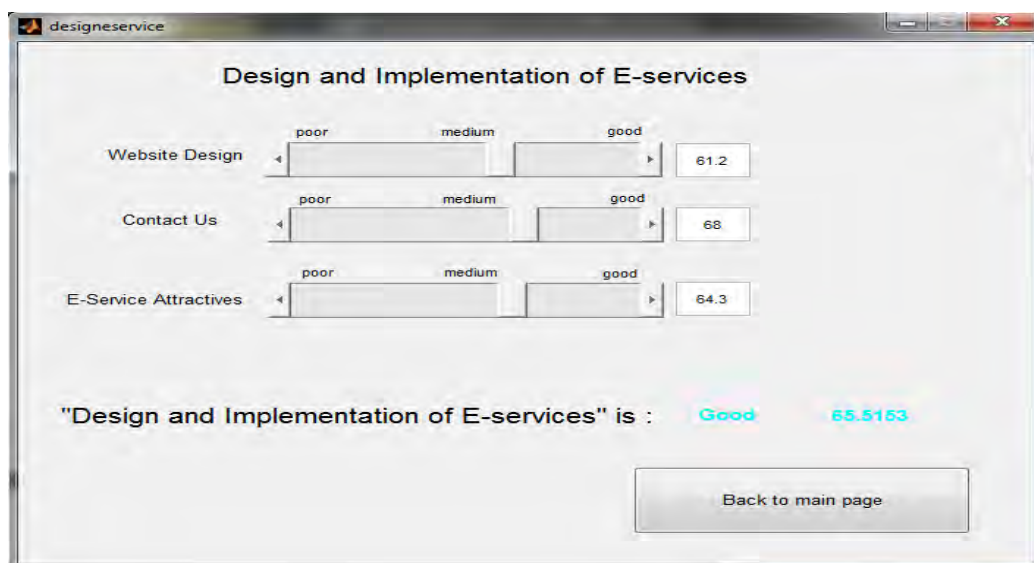 designeservice
Design and Implementation of E-services
poor medium good
Website Design 61.2
poor medium good
Contact Us 68
poor medium good
E-Service Attractives 64.3
"Design and Implementation of E-services" is : Good 65.5153
Back to main page